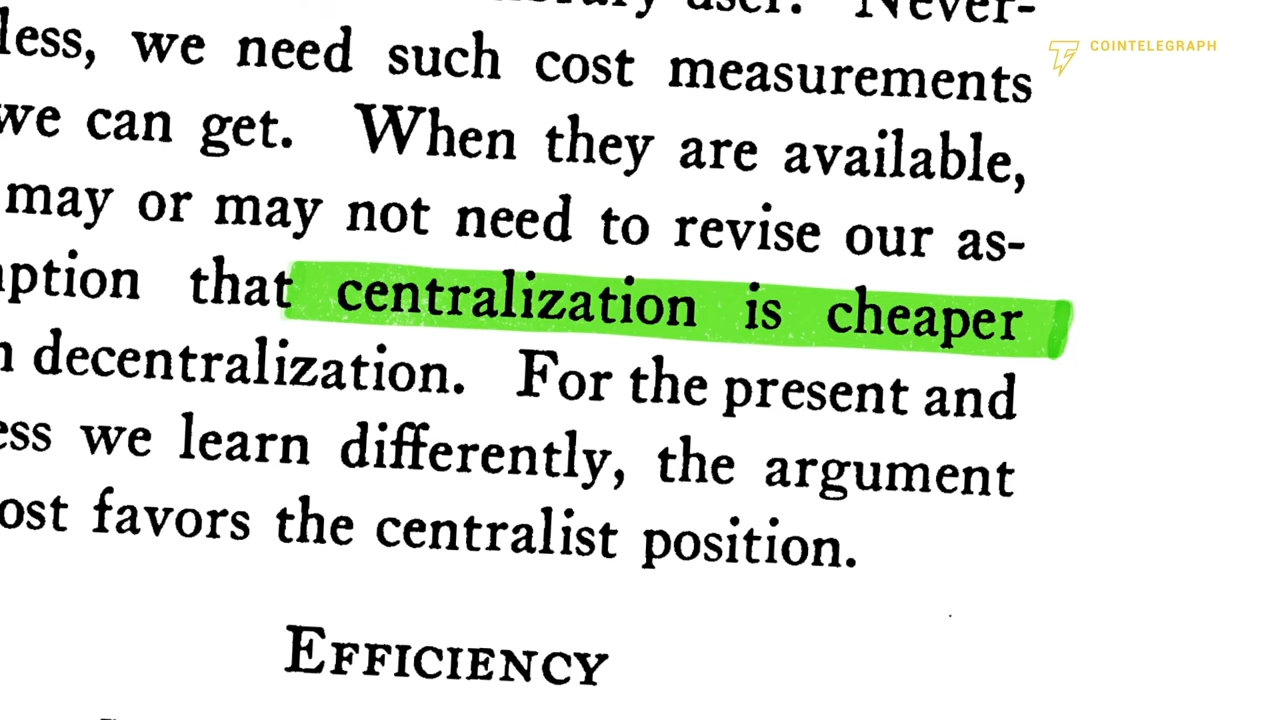 user. Never-
COINTELEGRAPH
less, we need such cost measurements
we can get. When they are available,
may or may not need to revise our as-
ption that centralization is cheaper
n decentralization. For the present and
ess we learn differently, the argument
ost favors the centralist position.
EFFICIENCY